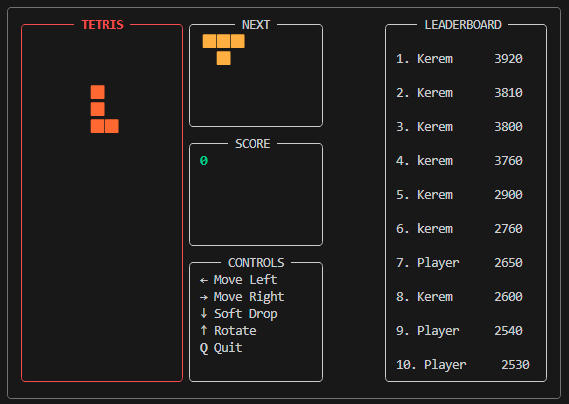 TETRIS
NEXT
SCORE
0
CONTROLS
← Move Left
→ Move Right
↓ Soft Drop
↑ Rotate
Q Quit
LEADERBOARD
1. Kerem 3920
2. Kerem 3810
3. Kerem 3800
4. kerem 3760
5. Kerem 2900
6. kerem 2760
7. Player 2650
8. Kerem 2600
9. Player 2540
10. Player 2530